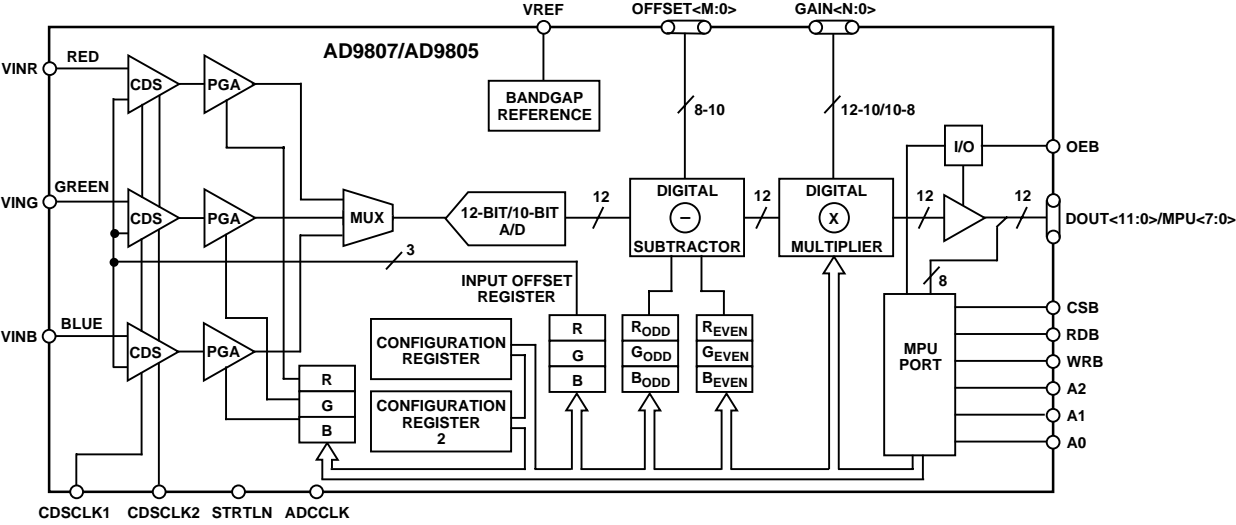 VREF
OFFSET<M:0>
GAIN<N:0>
AD9807/AD9805
VINR
RED
CDS
PGA
BANDGAP
REFERENCE
8-10
12-10/10-8
I/O
OEB
VING
GREEN
CDS
PGA
MUX
12-BIT/10-BIT
A/D
12
DIGITAL
–
SUBTRACTOR
12
DIGITAL
X
MULTIPLIER
12
12
DOUT<11:0>/MPU<7:0>
3
8
INPUT OFFSET
REGISTER
VINB
BLUE
CDS
PGA
CONFIGURATION
REGISTER
R
G
B
RODD
GODD
BODD
REVEN
GEVEN
BEVEN
MPU
PORT
CSB
RDB
WRB
A2
A1
A0
R
G
B
CONFIGURATION
REGISTER
2
CDSCLK1
CDSCLK2
STRTLN
ADCCLK